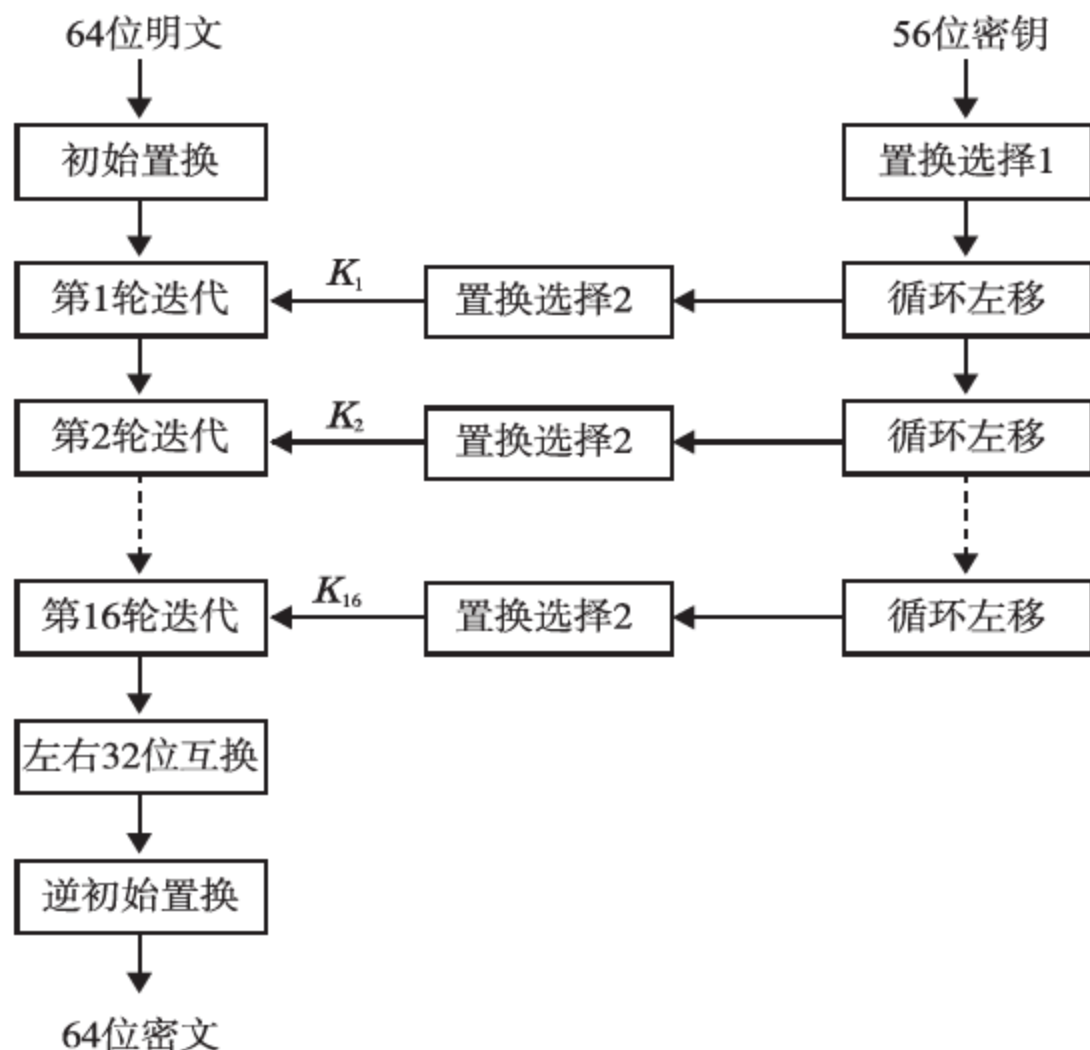 64位明文
56位密钥
初始置换
置换选择1
第1轮迭代
K1
置换选择2
循环左移
第2轮迭代
K2
置换选择2
循环左移
第16轮迭代
K16
置换选择2
循环左移
左右32位互换
逆初始置换
64位密文